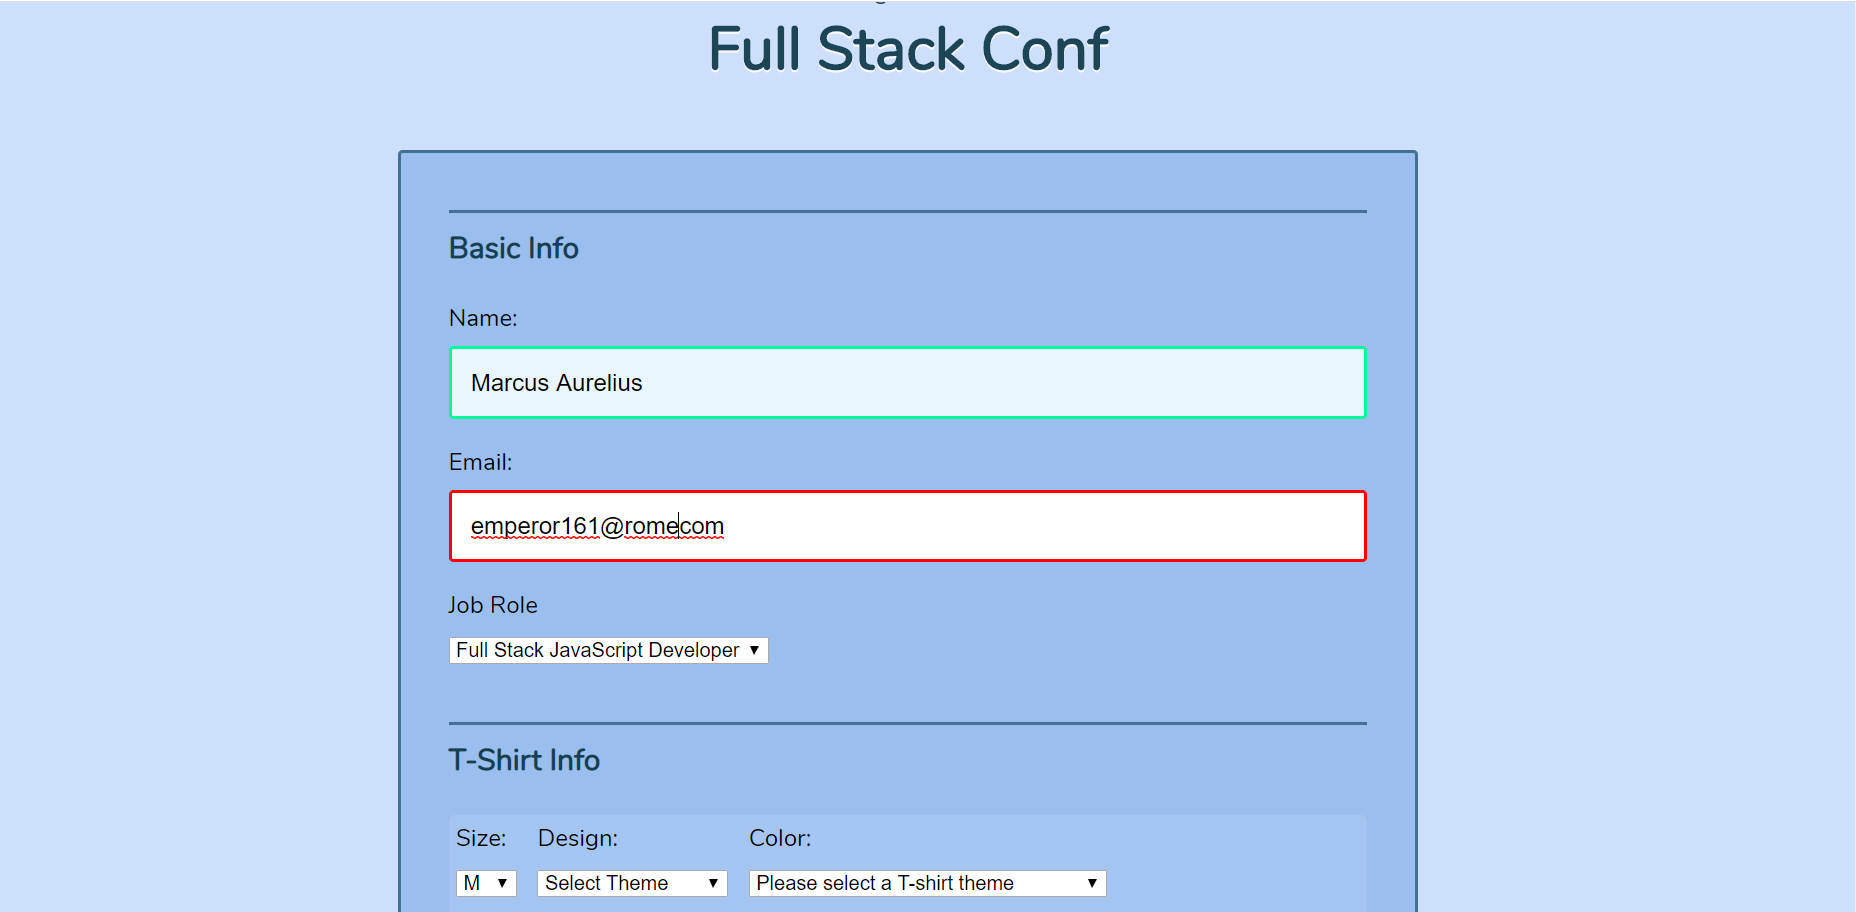 Full Stack Conf
Basic Info
Name:
Marcus Aurelius
Email:
emperor161@romecom
Job Role
Full Stack JavaScript Developer
T-Shirt Info
Size: Design: Color:
M Select Theme Please select a T-shirt theme